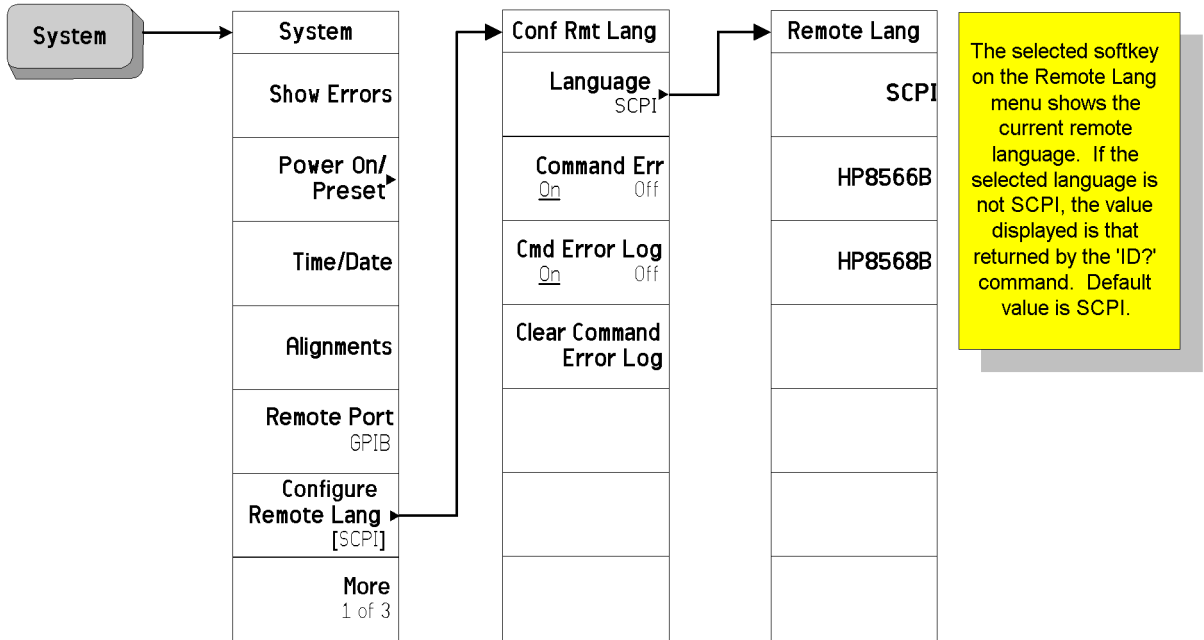 System
System
Show Errors
Power On/
Preset
Time/Date
Alignments
Remote Port
GPIB
Configure
Remote Lang
[SCPI]
More
1 of 3
Conf Rmt Lang
Language
SCPI
Command Err
On Off
Cmd Error Log
On Off
Clear Command
Error Log
Remote Lang
SCPI
HP8566B
HP8568B
The selected softkey
on the Remote Lang
menu shows the
current remote
language. If the
selected language is
not SCPI, the value
displayed is that
returned by the 'ID?'
command. Default
value is SCPI.